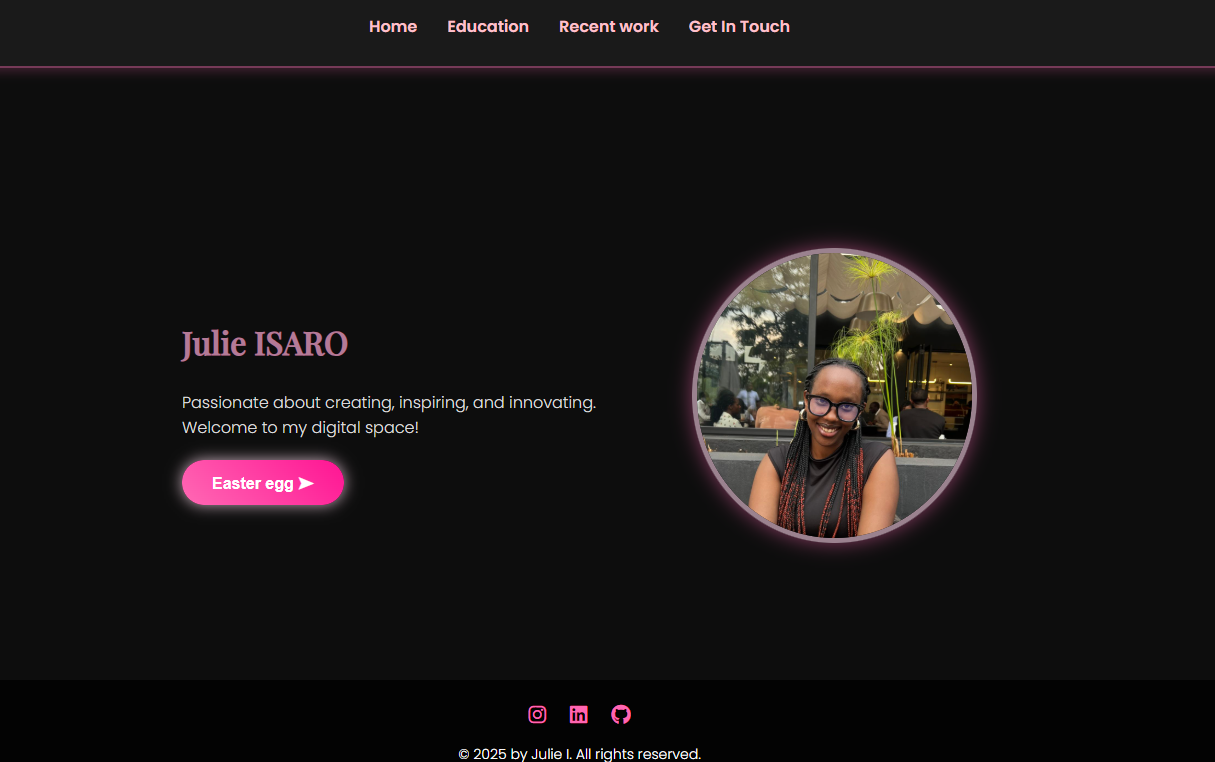 Home Education Recent work Get In Touch
Julie ISARO
Passionate about creating, inspiring, and innovating.
Welcome to my digital space!
Easter egg ➤
© 2025 by Julie I. All rights reserved.